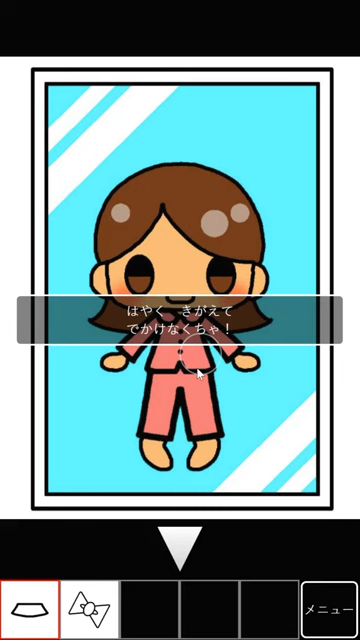 はやく　きがえて
でかけなくちゃ！
メニュー